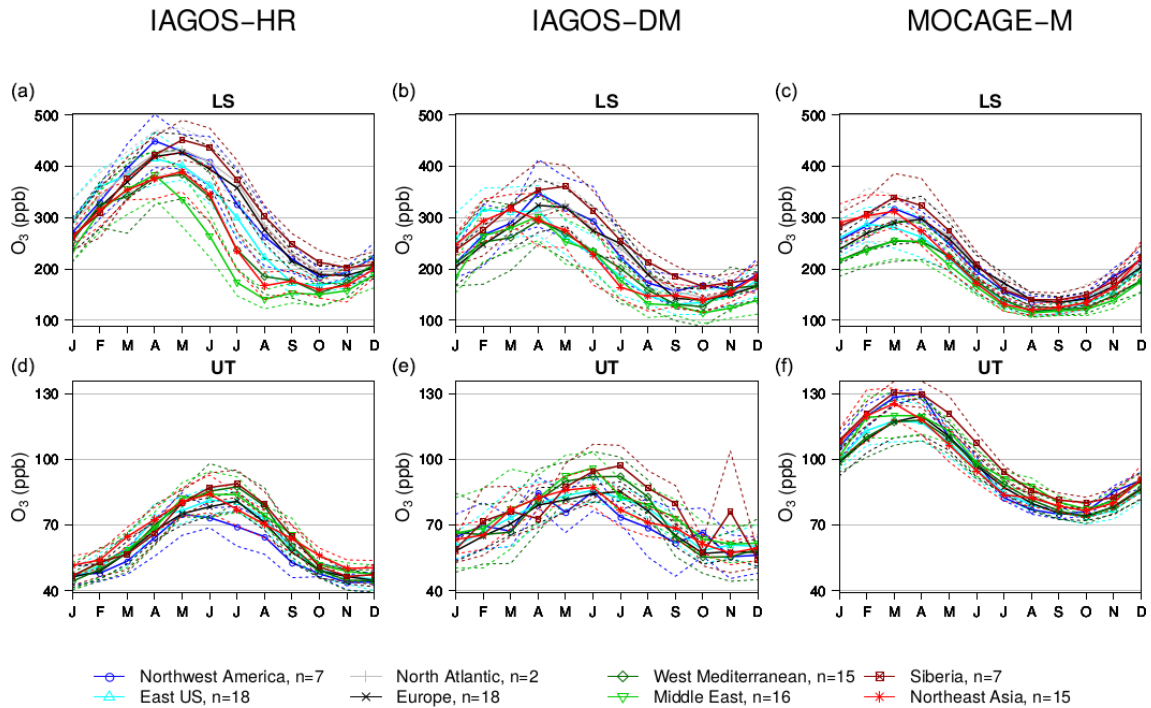 IAGOS−HR IAGOS−DM MOCAGE−M
(a) LS (b) LS (c) LS
500 500 500
400 400 400
300 300 300
200 200 200
100 100 100
O3 (ppb) O3 (ppb) O3 (ppb)
J F M A M J J A S O N D J F M A M J J A S O N D J F M A M J J A S O N D
(d) UT (e) UT (f) UT
130 130 130
100 100 100
70 70 70
40 40 40
O3 (ppb) O3 (ppb) O3 (ppb)
J F M A M J J A S O N D J F M A M J J A S O N D J F M A M J J A S O N D
Northwest America, n=7 North Atlantic, n=2 West Mediterranean, n=15 Siberia, n=7
East US, n=18 Europe, n=18 Middle East, n=16 Northeast Asia, n=15